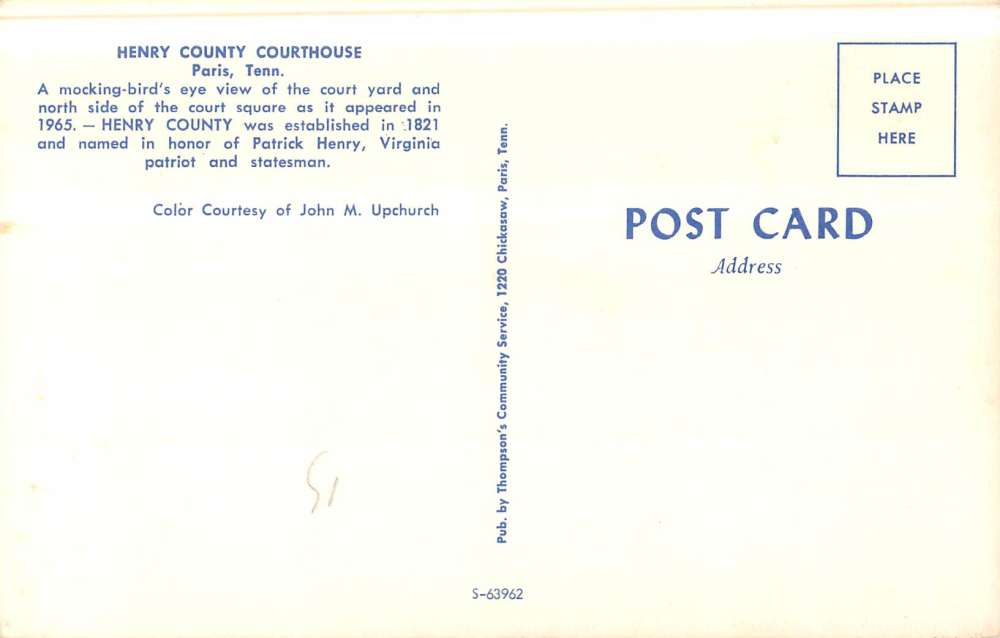 HENRY COUNTY COURTHOUSE
Paris, Tenn.
A mocking-bird's eye view of the court yard and
north side of the court square as it appeared in
1965. — HENRY COUNTY was established in 1821
and named in honor of Patrick Henry, Virginia
patriot and statesman.
Color Courtesy of John M. Upchurch
Pub. by Thompson's Community Service, 1220 Chickasaw, Paris, Tenn.
S-63962
PLACE
STAMP
HERE
POST CARD
Address